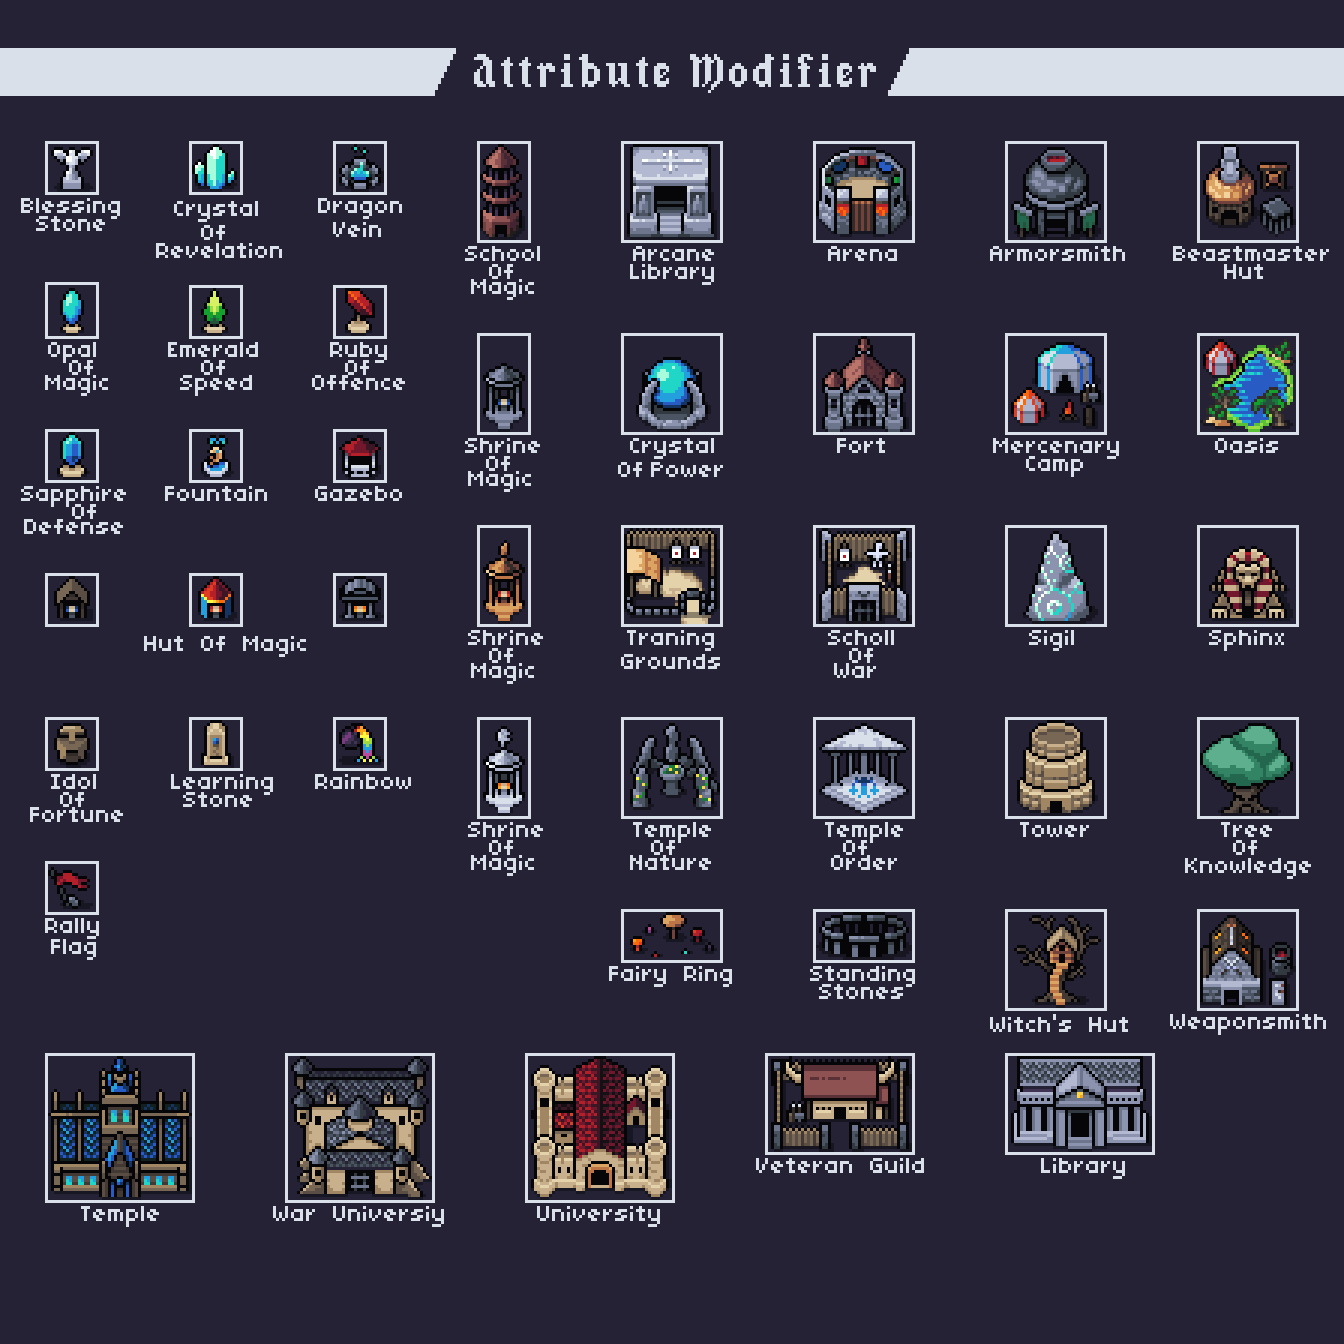 Attribute Modifier
Blessing
Stone
Crystal
Of
Revelation
Dragon
Vein
School
Of
Magic
Arcane
Library
Arena
Armorsmith
Beastmaster
Hut
Opal
Of
Magic
Emerald
Of
Speed
Ruby
Of
Offence
Shrine
Of
Magic
Crystal
Of Power
Fort
Mercenary
Camp
Oasis
Sapphire
Of
Defense
Fountain
Gazebo
Hut Of Magic
Shrine
Of
Magic
Traning
Grounds
Scholl
Of
War
Sigil
Sphinx
Idol
Of
Fortune
Learning
Stone
Rainbow
Shrine
Of
Magic
Temple
Of
Nature
Temple
Of
Order
Tower
Tree
Of
Knowledge
Rally
Flag
Fairy Ring
Standing
Stones
Witch's Hut
Weaponsmith
Temple
War Universiy
University
Veteran Guild
Library